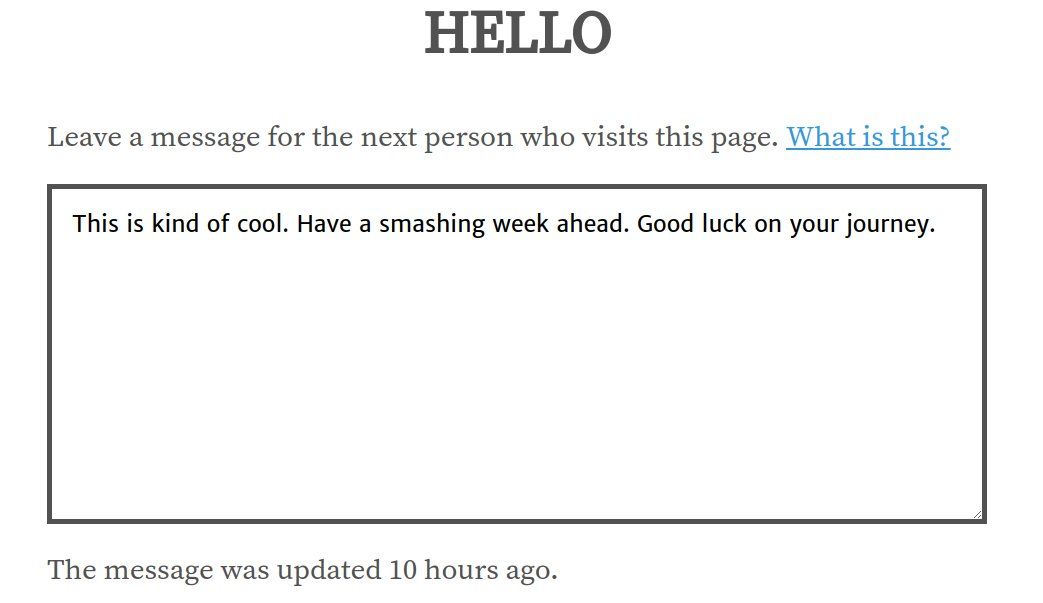 HELLO
Leave a message for the next person who visits this page. What is this?
This is kind of cool. Have a smashing week ahead. Good luck on your journey.
The message was updated 10 hours ago.